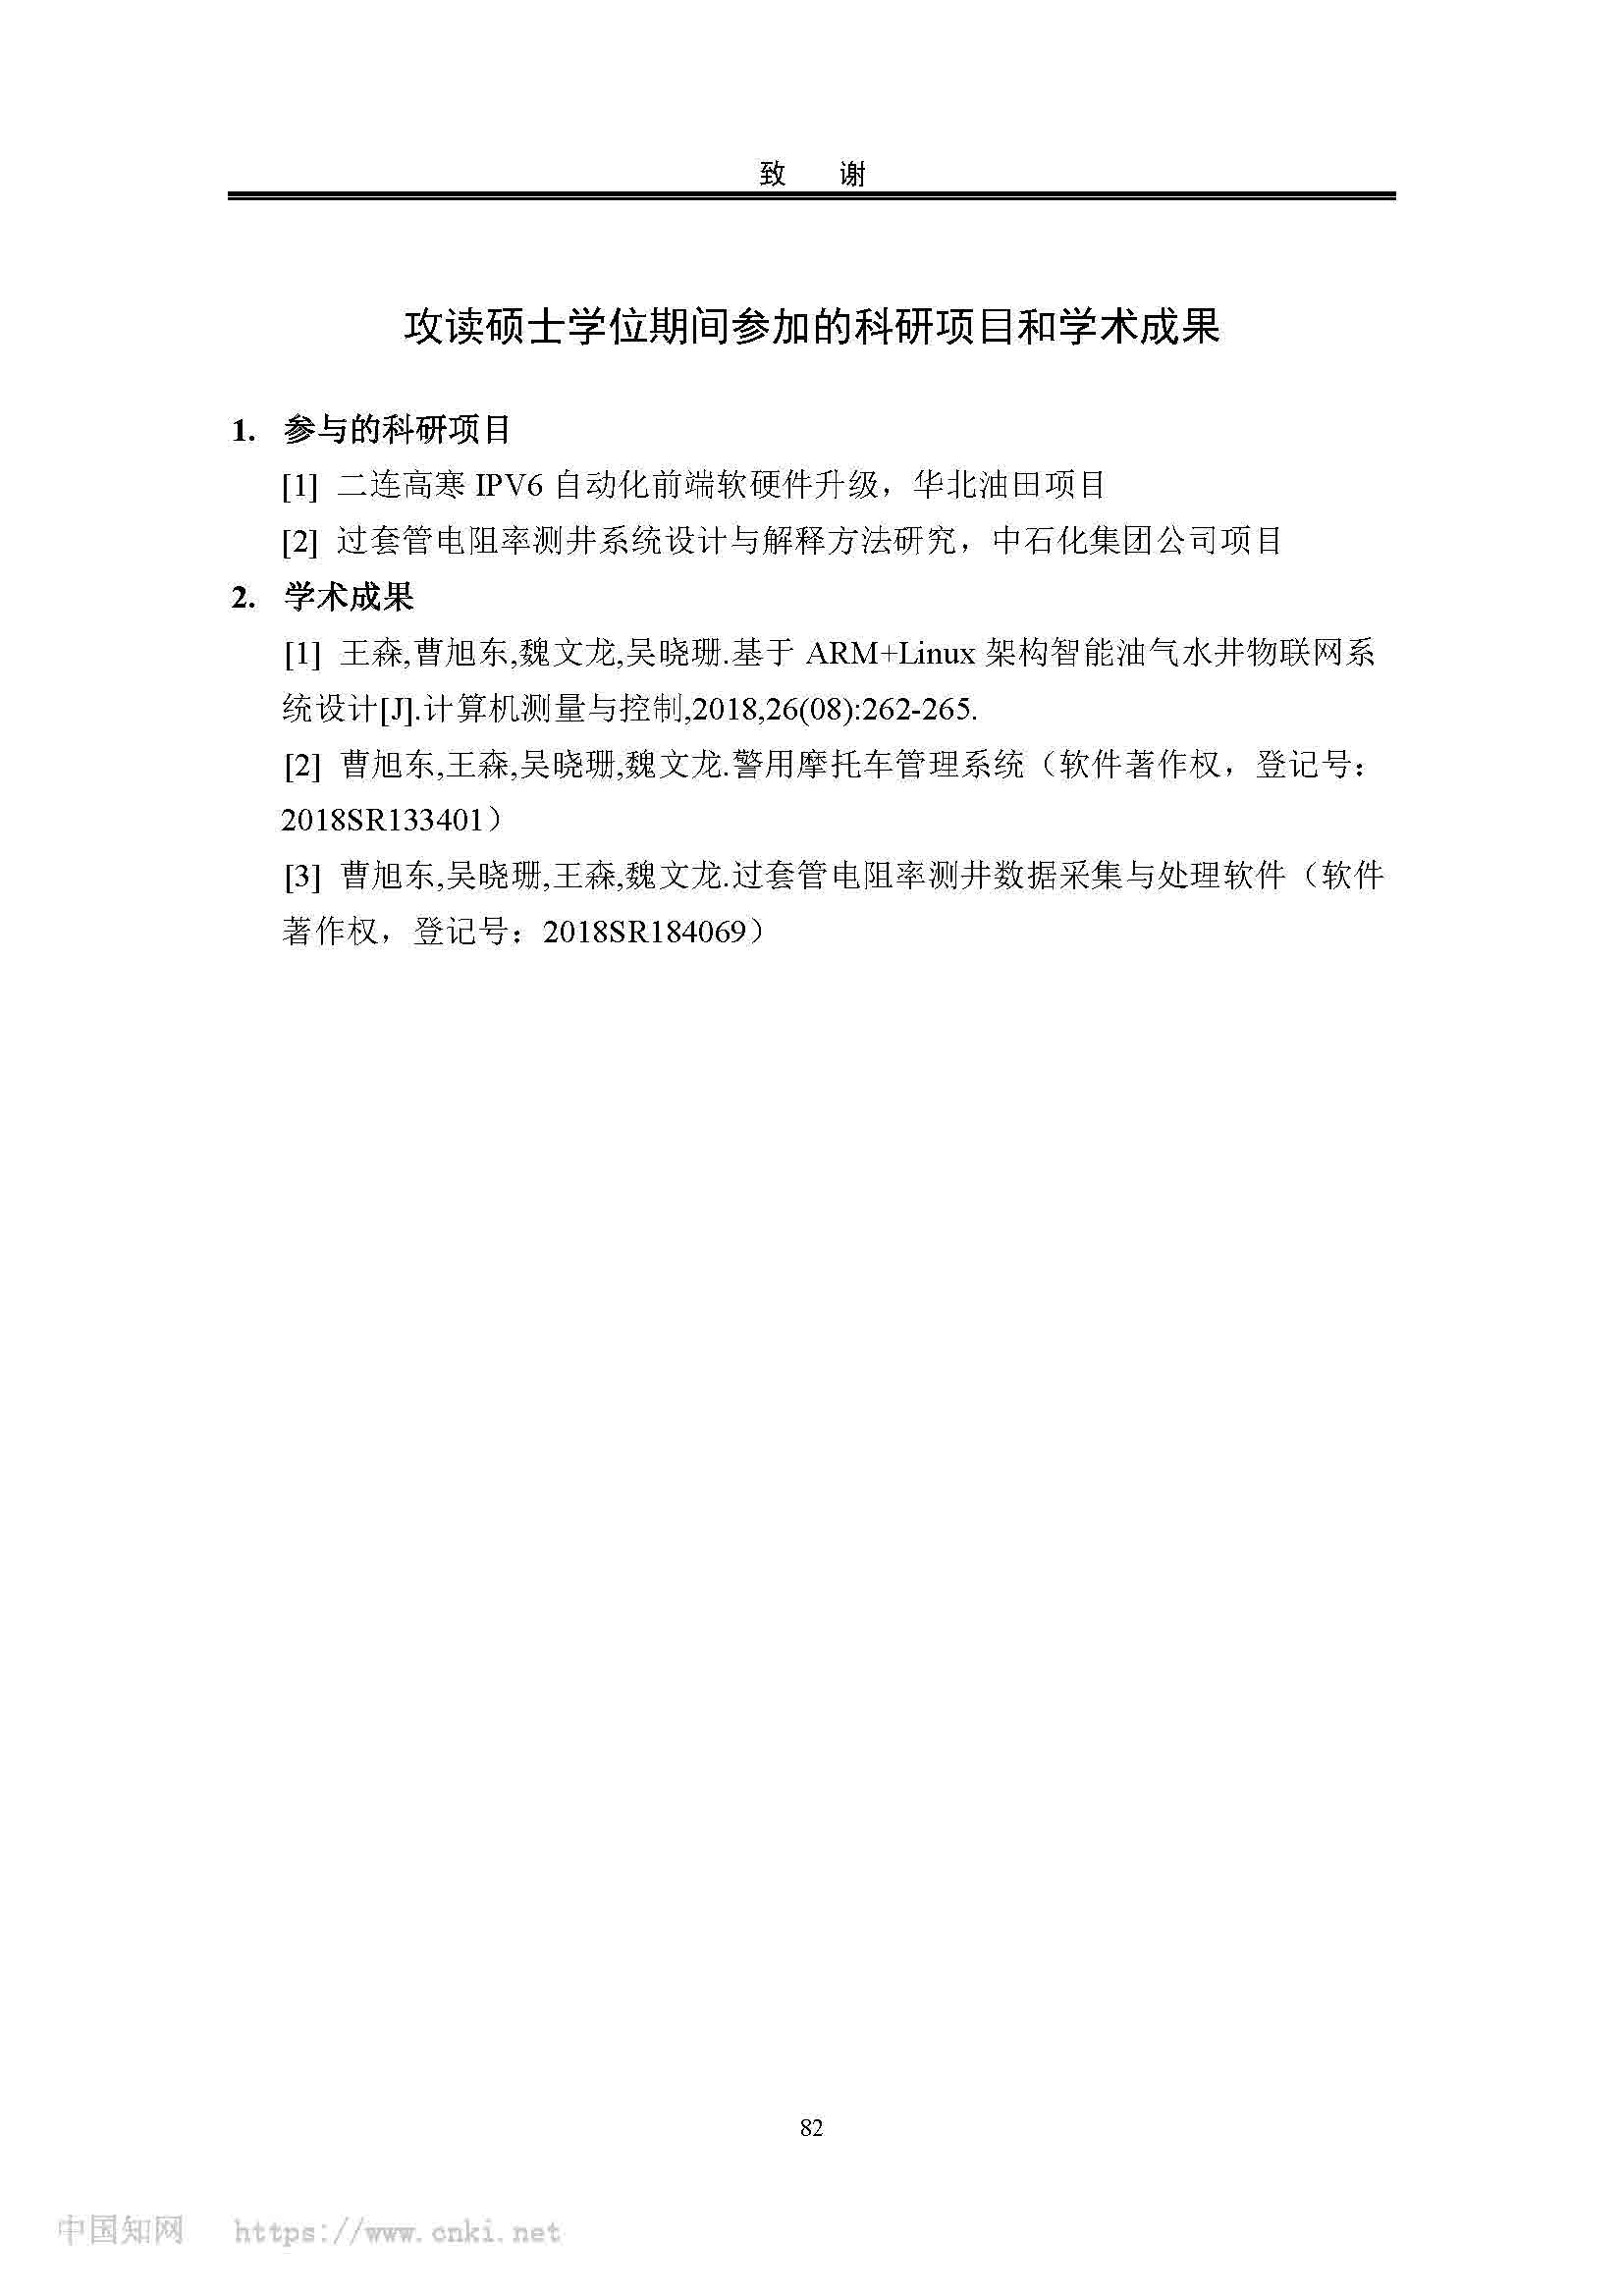 致 谢
攻读硕士学位期间参加的科研项目和学术成果
1. 参与的科研项目
[1] 二连高寒 IPV6 自动化前端软硬件升级，华北油田项目
[2] 过套管电阻率测井系统设计与解释方法研究，中石化集团公司项目
2. 学术成果
[1] 王森,曹旭东,魏文龙,吴晓珊.基于 ARM+Linux 架构智能油气水井物联网系
统设计[J].计算机测量与控制,2018,26(08):262-265.
[2] 曹旭东,王森,吴晓珊,魏文龙.警用摩托车管理系统（软件著作权，登记号：
2018SR133401）
[3] 曹旭东,吴晓珊,王森,魏文龙.过套管电阻率测井数据采集与处理软件（软件
著作权，登记号：2018SR184069）
82
中国知网 https://www.cnki.net